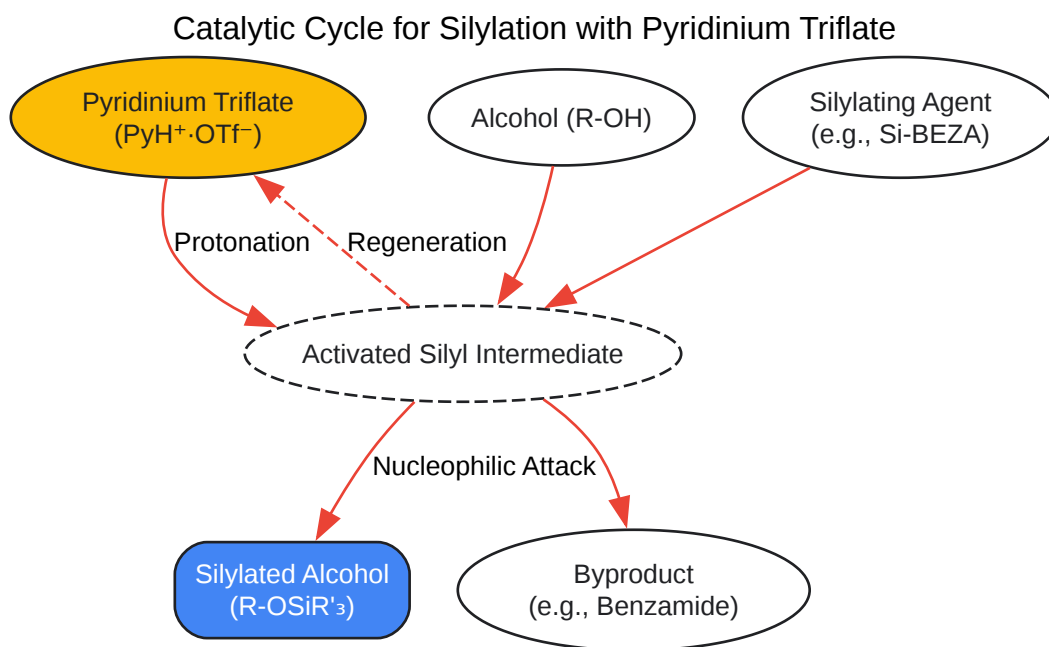 Catalytic Cycle for Silylation with Pyridinium Triflate
Pyridinium Triflate
(PyH⁺·OTf⁻)
Alcohol (R-OH)
Silylating Agent
(e.g., Si-BEZA)
Protonation
Regeneration
Activated Silyl Intermediate
Nucleophilic Attack
Silylated Alcohol
(R-OSiR'₃)
Byproduct
(e.g., Benzamide)